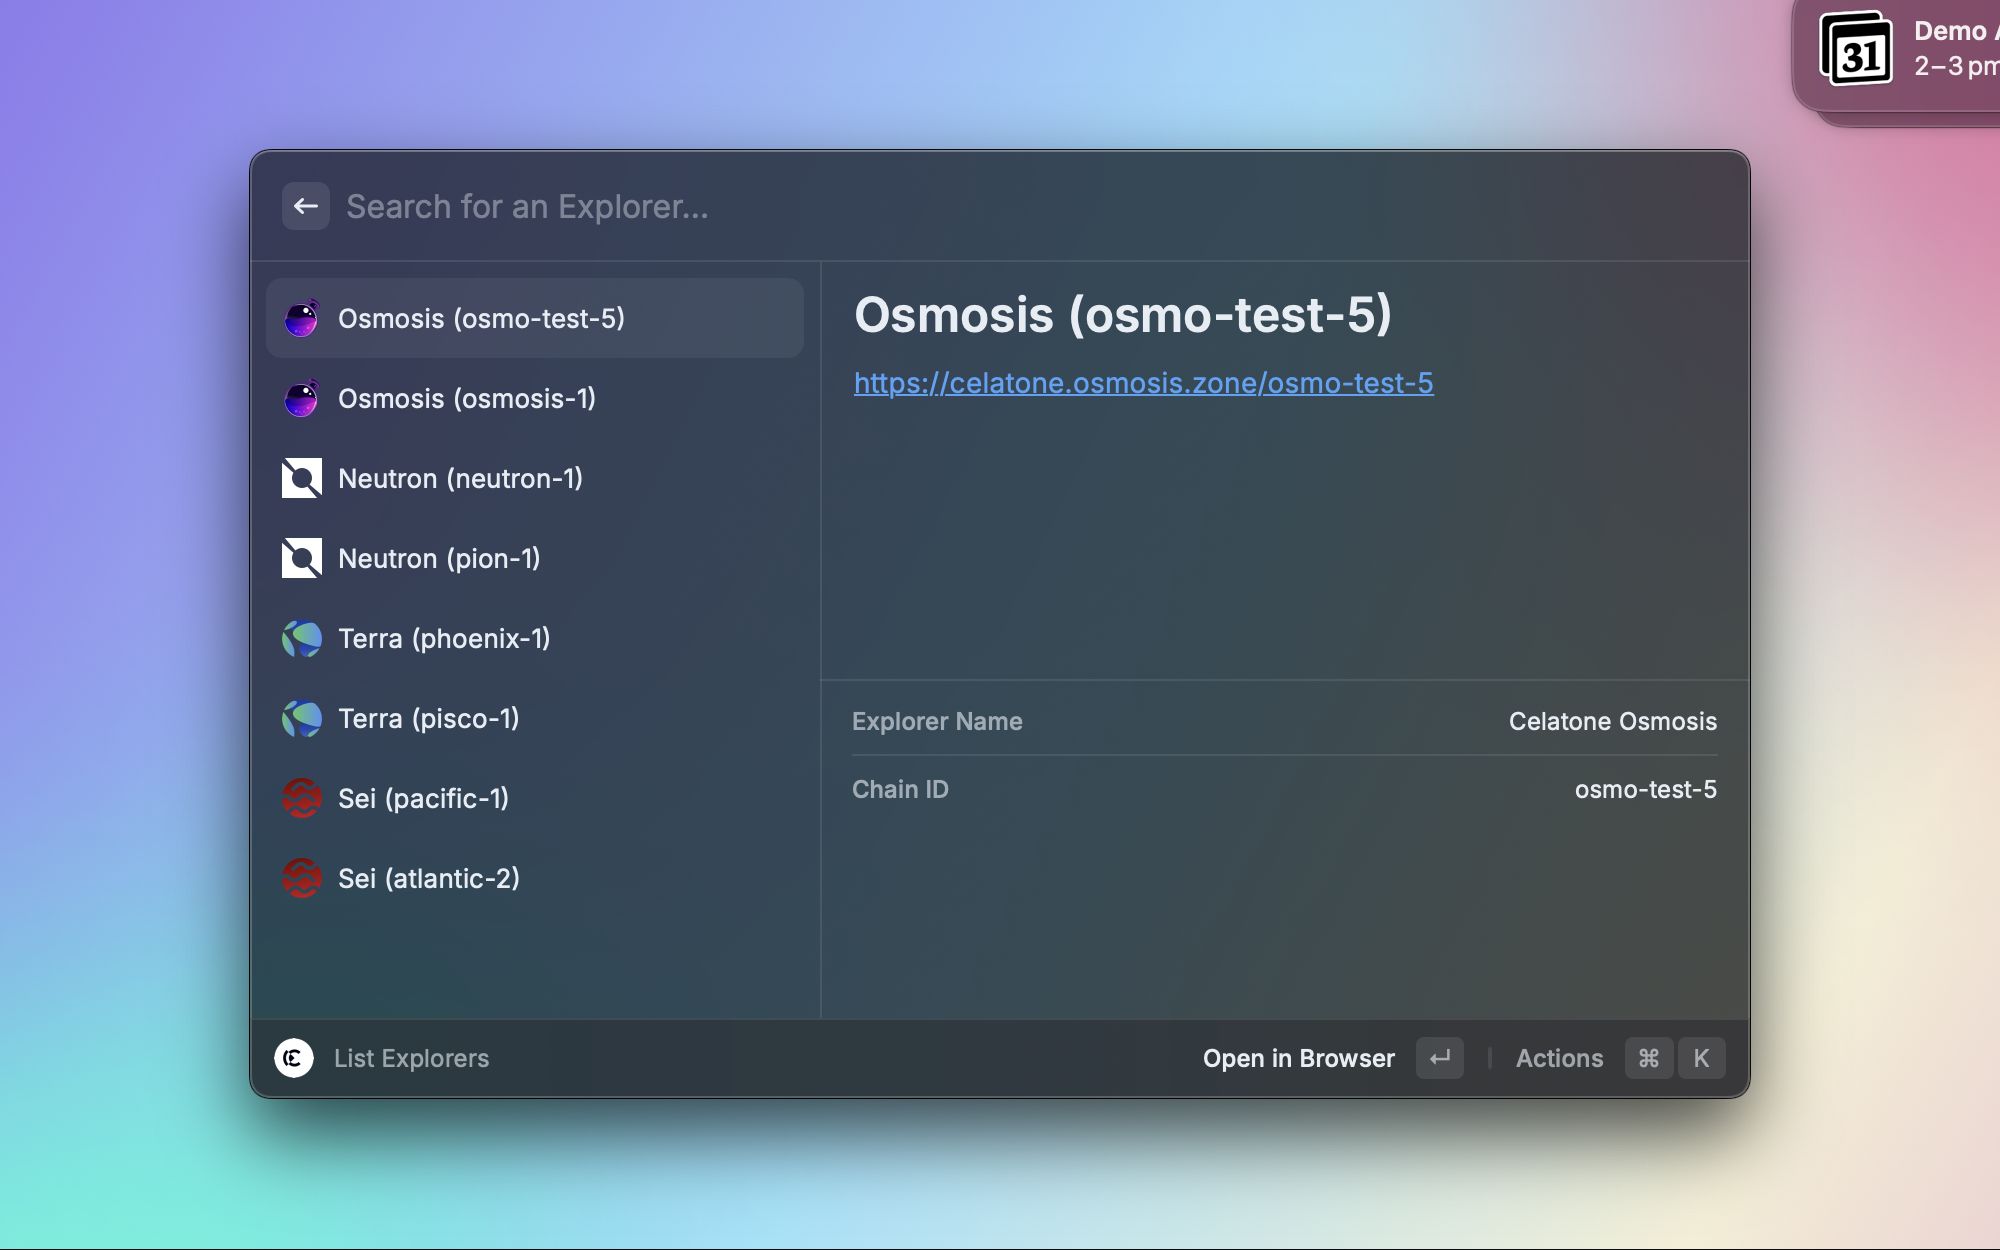 Demo
2–3 pm
Search for an Explorer...
Osmosis (osmo-test-5)
Osmosis (osmosis-1)
Neutron (neutron-1)
Neutron (pion-1)
Terra (phoenix-1)
Terra (pisco-1)
Sei (pacific-1)
Sei (atlantic-2)
Osmosis (osmo-test-5)
https://celatone.osmosis.zone/osmo-test-5
Explorer Name Celatone Osmosis
Chain ID osmo-test-5
List Explorers
Open in Browser ↵ | Actions ⌘ K
31